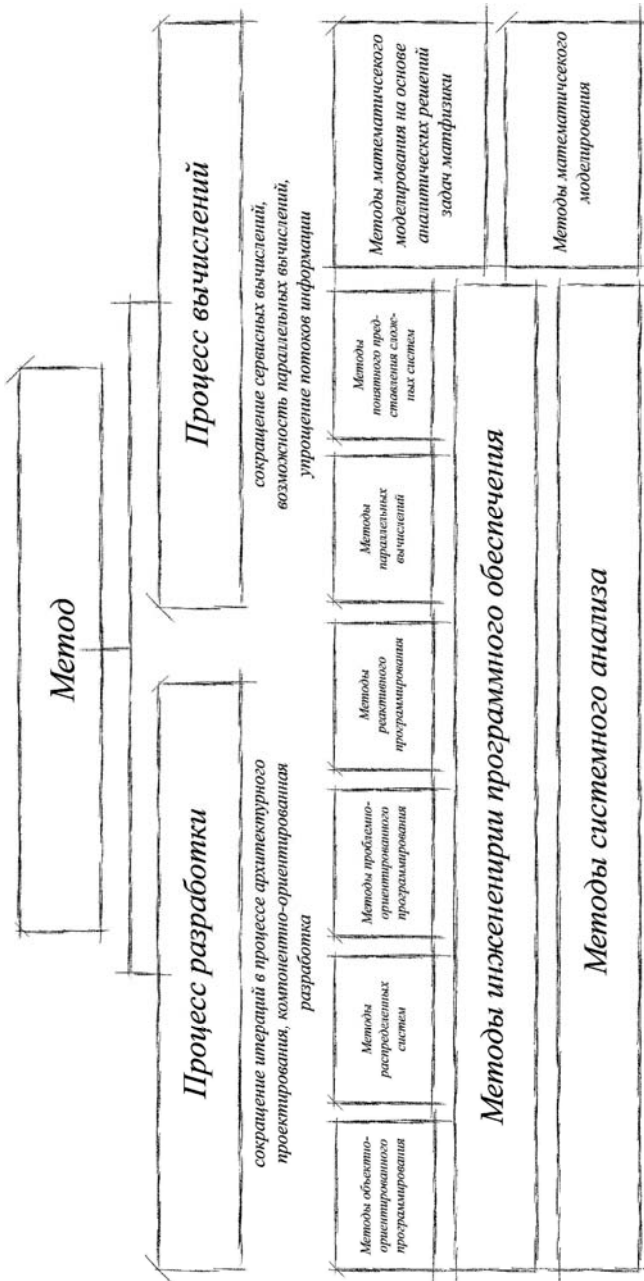 Метод
Процесс разработки
Процесс вычислений
сокращение итераций в процессе архитектурного
проектирования, компонентно-ориентированная
разработка
сокращение сервисных вычислений,
возможность параллельных вычислений,
упрощение потоков информации
Методы объектно-
ориентированного
программирования
Методы
распределенных
систем
Методы проблемно-
ориентированного
программирования
Методы
реактивного
программирования
Методы
параллельных
вычислений
Методы
понятного пред-
ставления слож-
ных систем
Методы математичсекого
моделирования на основе
аналитических решений
задач матфизики
Методы инжененирии программного обеспечения
Методы математичсекого
моделирования
Методы системного анализа